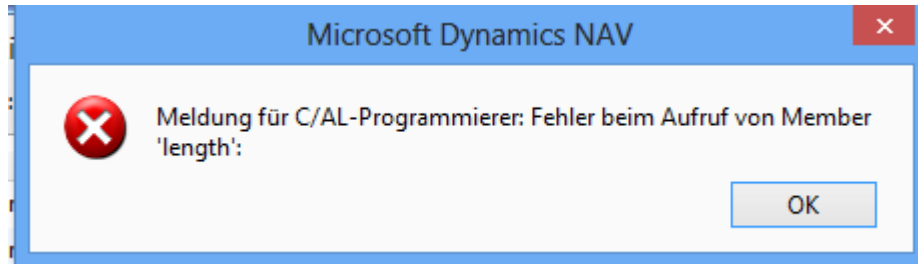 Microsoft Dynamics NAV
Meldung für C/AL-Programmierer: Fehler beim Aufruf von Member
'length':
OK